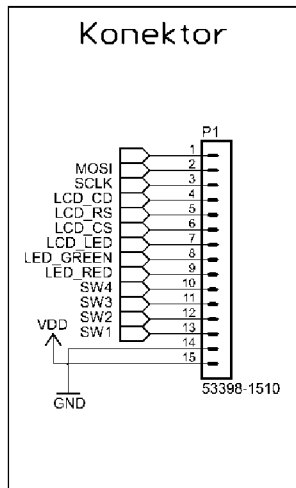 Konektor
P1
1
MOSI 2
SCLK 3
LCD_CD 4
LCD_RS 5
LCD_CS 6
LCD_LED 7
LED_GREEN 8
LED_RED 9
SW4 10
SW3 11
SW2 12
SW1 13
VDD
14
15
GND
53398-1510